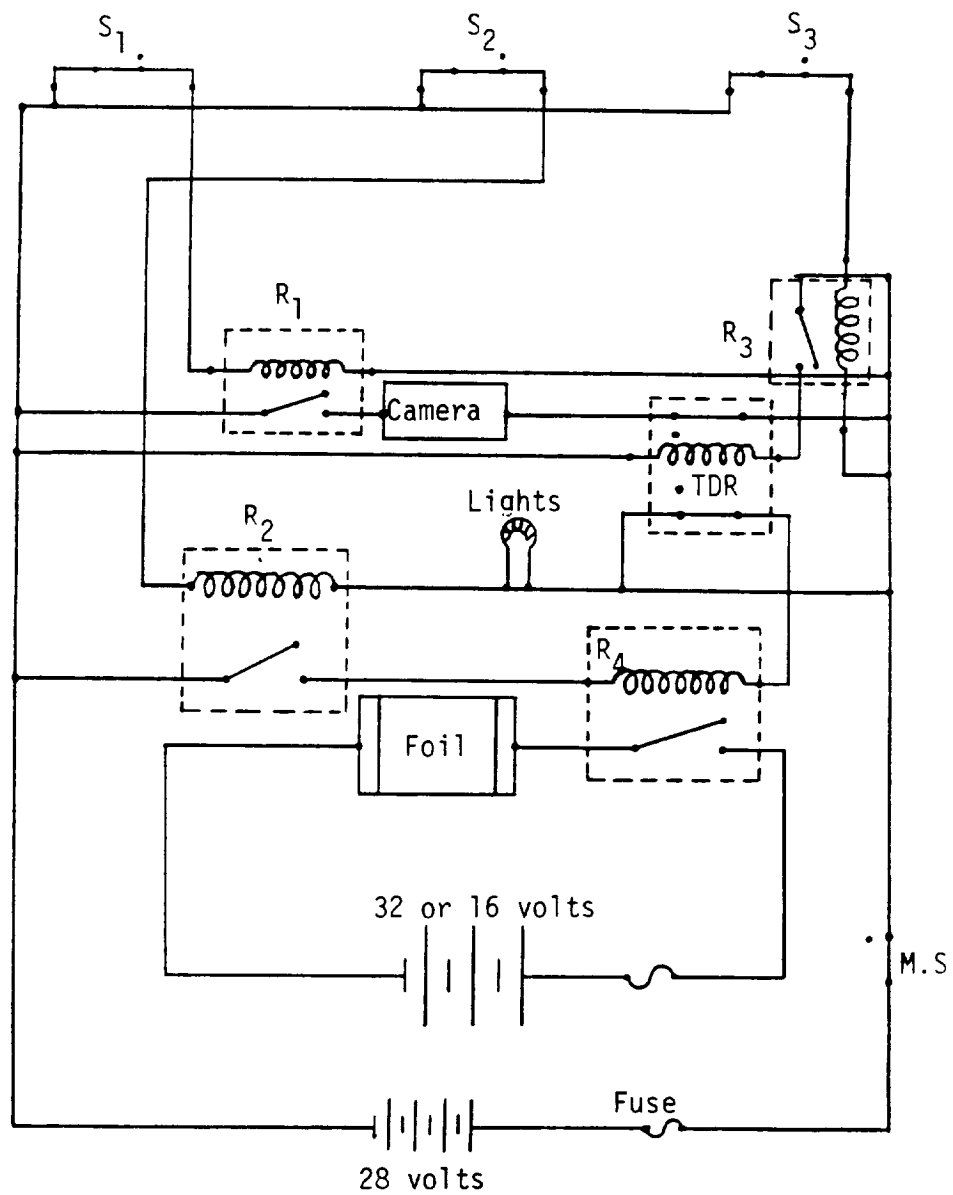 S1
S2
S3
R1
R3
Camera
TDR
Lights
R2
R4
Foil
32 or 16 volts
M.S
Fuse
28 volts